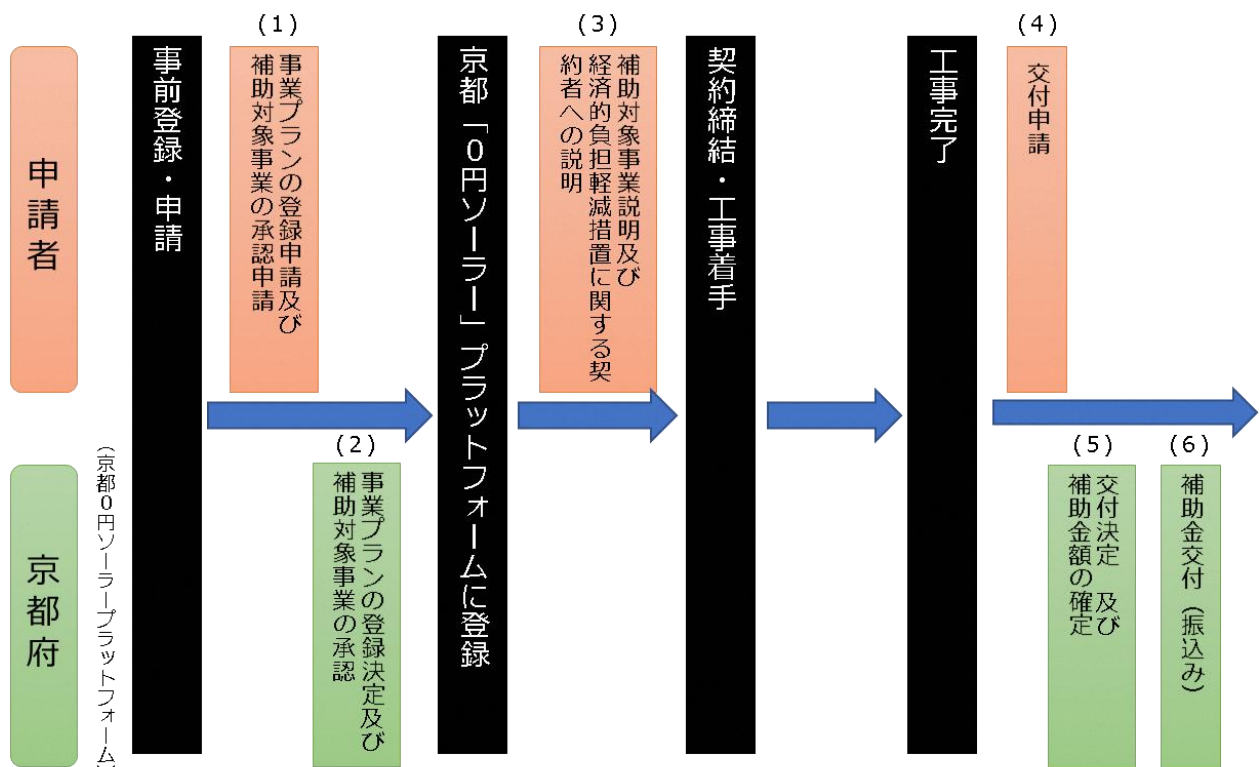 申請者
京都府
(京都０円ソーラープラットフォーム)
事前登録・申請
(1)
事業プランの登録申請及び
補助対象事業の承認申請
(2)
事業プランの登録決定及び
補助対象事業の承認
京都「０円ソーラー」プラットフォームに登録
(3)
補助対象事業説明及び
経済的負担軽減措置に関する契
約者への説明
契約締結・工事着手
工事完了
(4)
交付申請
(5)
交付決定 及び
補助金額の確定
(6)
補助金交付（振込み）